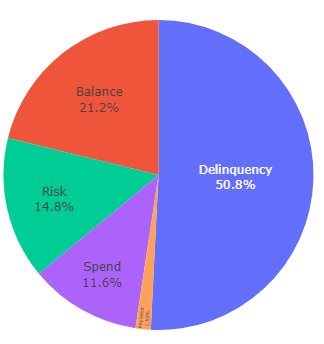 Balance
21.2%
Delinquency
50.8%
Risk
14.8%
Spend
11.6%